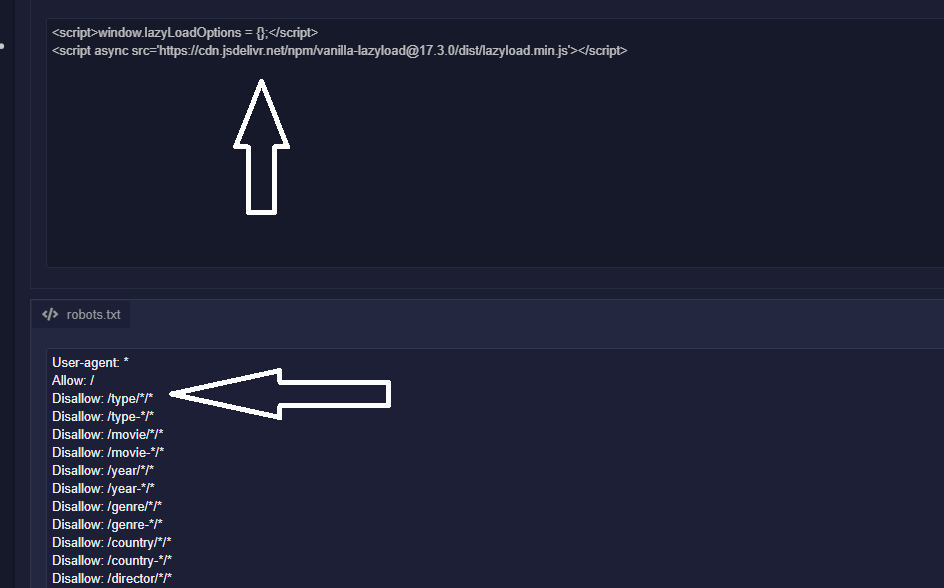 <script>window.lazyLoadOptions = {};</script>
<script async src='https://cdn.jsdelivr.net/npm/vanilla-lazyload@17.3.0/dist/lazyload.min.js'></script>
</> robots.txt
User-agent: *
Allow: /
Disallow: /type/*/*
Disallow: /type-*/*
Disallow: /movie/*/*
Disallow: /movie-*/*
Disallow: /year/*/*
Disallow: /year-*/*
Disallow: /genre/*/*
Disallow: /genre-*/*
Disallow: /country/*/*
Disallow: /country-*/*
Disallow: /director/*/*